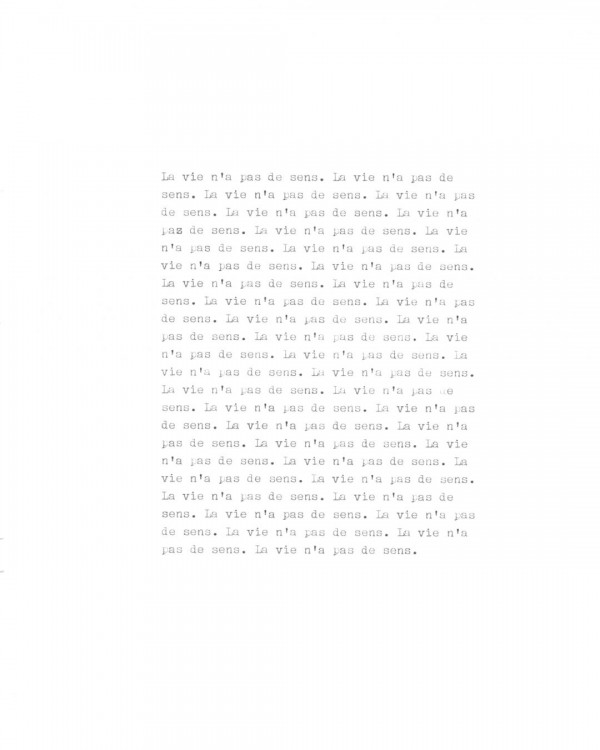 La vie n'a pas de sens. La vie n'a pas de
sens. La vie n'a pas de sens. La vie n'a pas
de sens. La vie n'a pas de sens. La vie n'a
pas de sens. La vie n'a pas de sens. La vie
n'a pas de sens. La vie n'a pas de sens. La
vie n'a pas de sens. La vie n'a pas de sens.
La vie n'a pas de sens. La vie n'a pas de
sens. La vie n'a pas de sens. La vie n'a pas
de sens. La vie n'a pas de sens. La vie n'a
pas de sens. La vie n'a pas de sens. La vie
n'a pas de sens. La vie n'a pas de sens. La
vie n'a pas de sens. La vie n'a pas de sens.
La vie n'a pas de sens. La vie n'a pas de
sens. La vie n'a pas de sens. La vie n'a pas
de sens. La vie n'a pas de sens. La vie n'a
pas de sens. La vie n'a pas de sens. La vie
n'a pas de sens. La vie n'a pas de sens. La
vie n'a pas de sens. La vie n'a pas de sens.
La vie n'a pas de sens. La vie n'a pas de
sens. La vie n'a pas de sens. La vie n'a pas
de sens. La vie n'a pas de sens. La vie n'a
pas de sens. La vie n'a pas de sens.